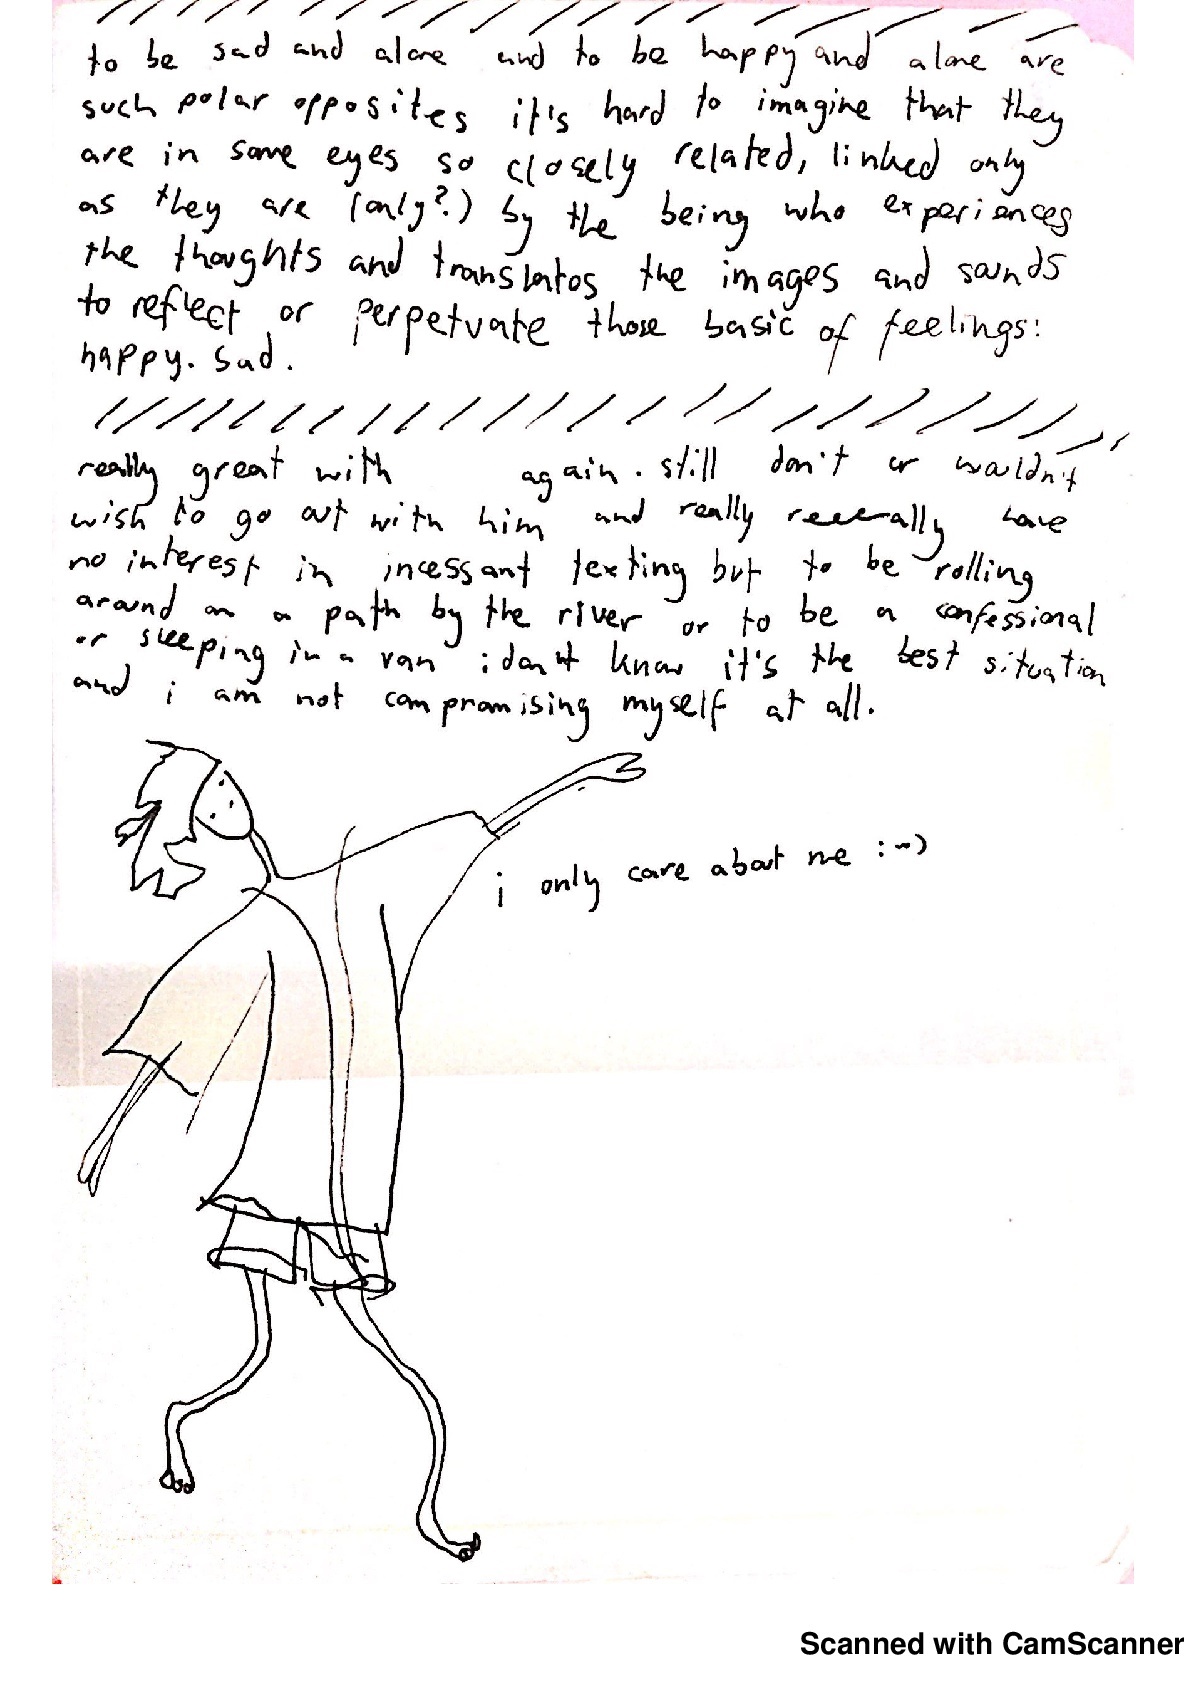 to be sad and alone and to be happy and alone are
such polar opposites it's hard to imagine that they
are in some eyes so closely related, linked only
as they are (only?) by the being who experiences
the thoughts and translates the images and sounds
to reflect or perpetuate those basic of feelings:
happy. sad.
really great with again. still don't or wouldn't
wish to go out with him and really really have
no interest in incessant texting but to be rolling
around on a path by the river or to be a confessional
or sleeping in a van i don't know it's the best situation
and i am not compromising myself at all.
i only care about me :~)
Scanned with CamScanner